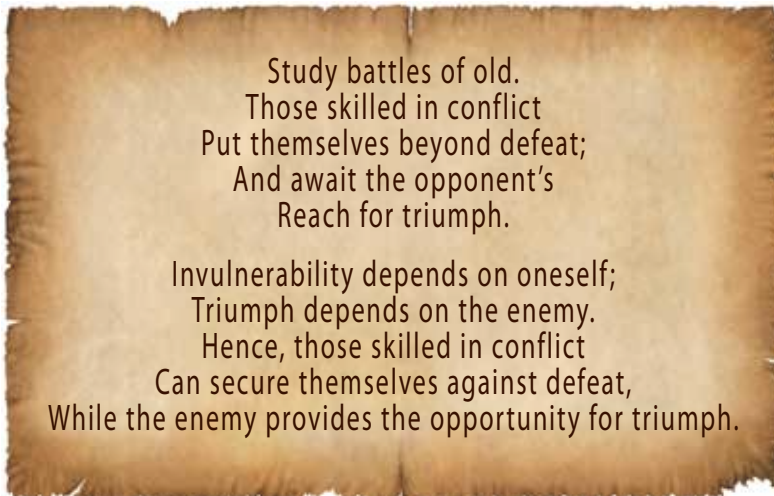 Study battles of old.
Those skilled in conflict
Put themselves beyond defeat;
And await the opponent’s
Reach for triumph.
Invulnerability depends on oneself;
Triumph depends on the enemy.
Hence, those skilled in conflict
Can secure themselves against defeat,
While the enemy provides the opportunity for triumph.